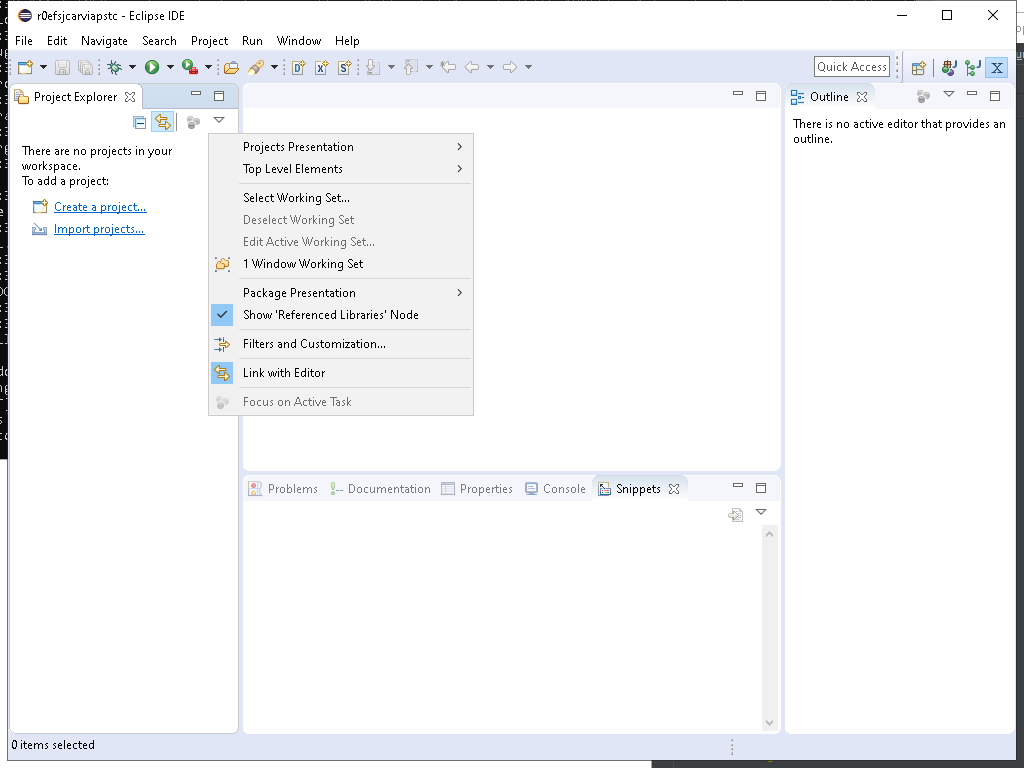 r0efsjcarviapstc - Eclipse IDE
File Edit Navigate Search Project Run Window Help
Quick Access
Project Explorer
Outline
There are no projects in your
workspace.
To add a project:
Create a project...
Import projects...
Projects Presentation
Top Level Elements
Select Working Set...
Deselect Working Set
Edit Active Working Set...
1 Window Working Set
Package Presentation
Show 'Referenced Libraries' Node
Filters and Customization...
Link with Editor
Focus on Active Task
There is no active editor that provides an
outline.
Problems Documentation Properties Console Snippets
0 items selected